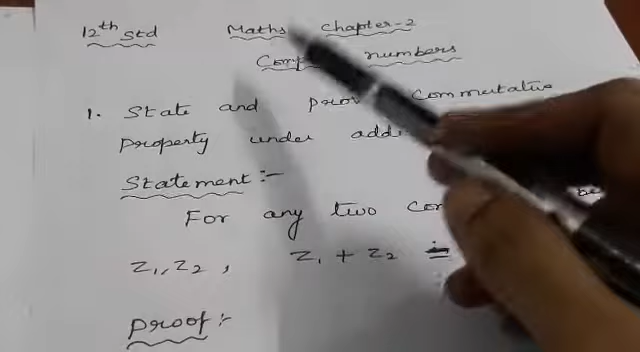 12th Std Maths Chapter-2
numbers
1. State and Commutative
Property under
Statement :-
For any two
Z1, Z2, Z1 + Z2 =
Proof :-